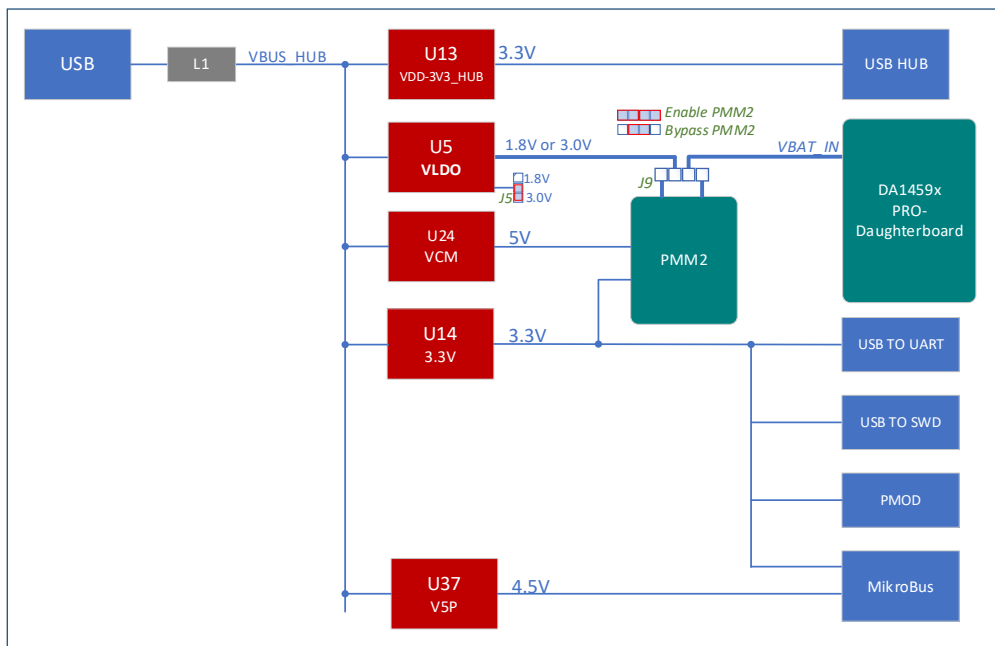 USB
L1
VBUS_HUB
U13
VDD-3V3_HUB
3.3V
USB HUB
Enable PMM2
Bypass PMM2
U5
VLDO
1.8V or 3.0V
VBAT_IN
J9
1.8V
J5
3.0V
DA1459x
PRO-
Daughterboard
U24
VCM
5V
PMM2
U14
3.3V
3.3V
USB TO UART
USB TO SWD
PMOD
U37
V5P
4.5V
MikroBus